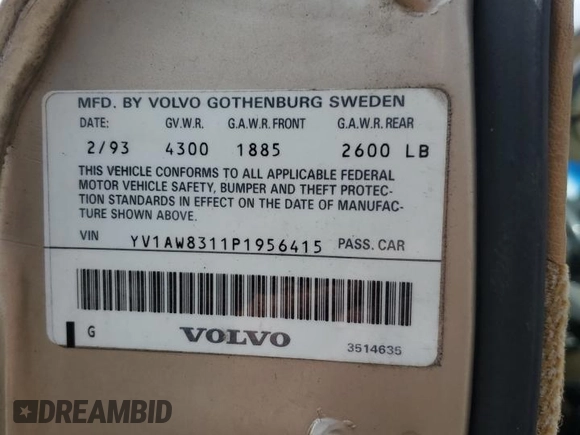 MFD. BY VOLVO GOTHENBURG SWEDEN
DATE: GV.W.R. G.A.W.R. FRONT G.A.W.R. REAR
2/93 4300 1885 2600 LB
THIS VEHICLE CONFORMS TO ALL APPLICABLE FEDERAL
MOTOR VEHICLE SAFETY, BUMPER AND THEFT PROTEC-
TION STANDARDS IN EFFECT ON THE DATE OF MANUFAC-
TURE SHOWN ABOVE.
VIN YV1AW8311P1956415 PASS. CAR
G VOLVO 3514635
DREAMBID